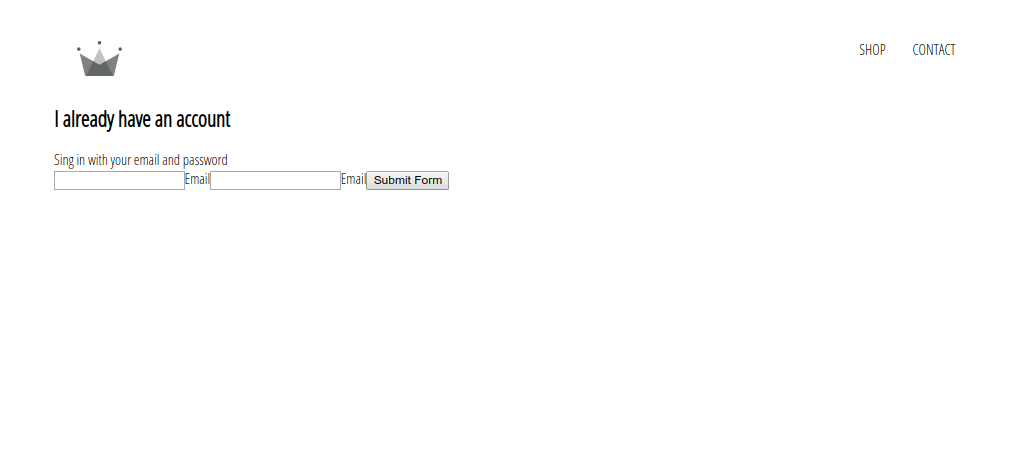 SHOP CONTACT
I already have an account
Sing in with your email and password
Email Email Submit Form